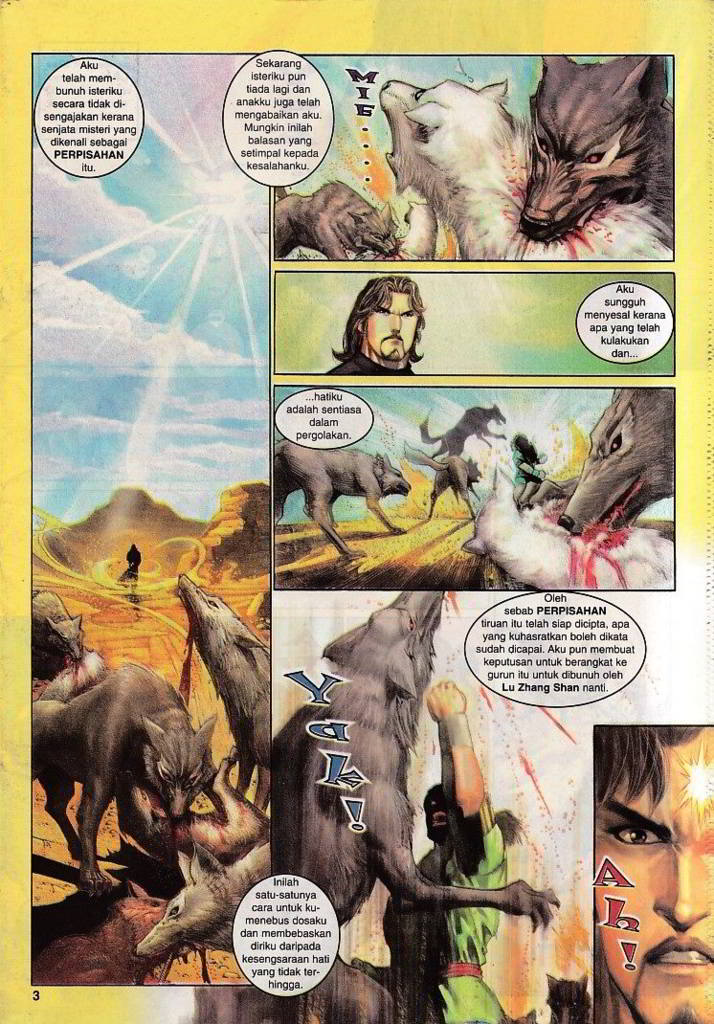 Aku
telah mem-
bunuh isteriku
secara tidak di-
sengajakan kerana
senjata misteri yang
dikenali sebagai
PERPISAHAN
itu.
Sekarang
isteriku pun
tiada lagi dan
anakku juga telah
mengabaikan aku.
Mungkin inilah
balasan yang
setimpal kepada
kesalahanku.
MIE....
Aku
sungguh
menyesal kerana
apa yang telah
kulakukan
dan...
...hatiku
adalah sentiasa
dalam
pergolakan.
Oleh
sebab PERPISAHAN
tiruan itu telah siap dicipta, apa
yang kuhasratkan boleh dikata
sudah dicapai. Aku pun membuat
keputusan untuk berangkat ke
gurun itu untuk dibunuh oleh
Lu Zhang Shan nanti.
Yak!
Ah!
Inilah
satu-satunya
cara untuk ku-
menebus dosaku
dan membebaskan
diriku daripada
kesengsaraan hati
yang tidak ter-
hingga.
3